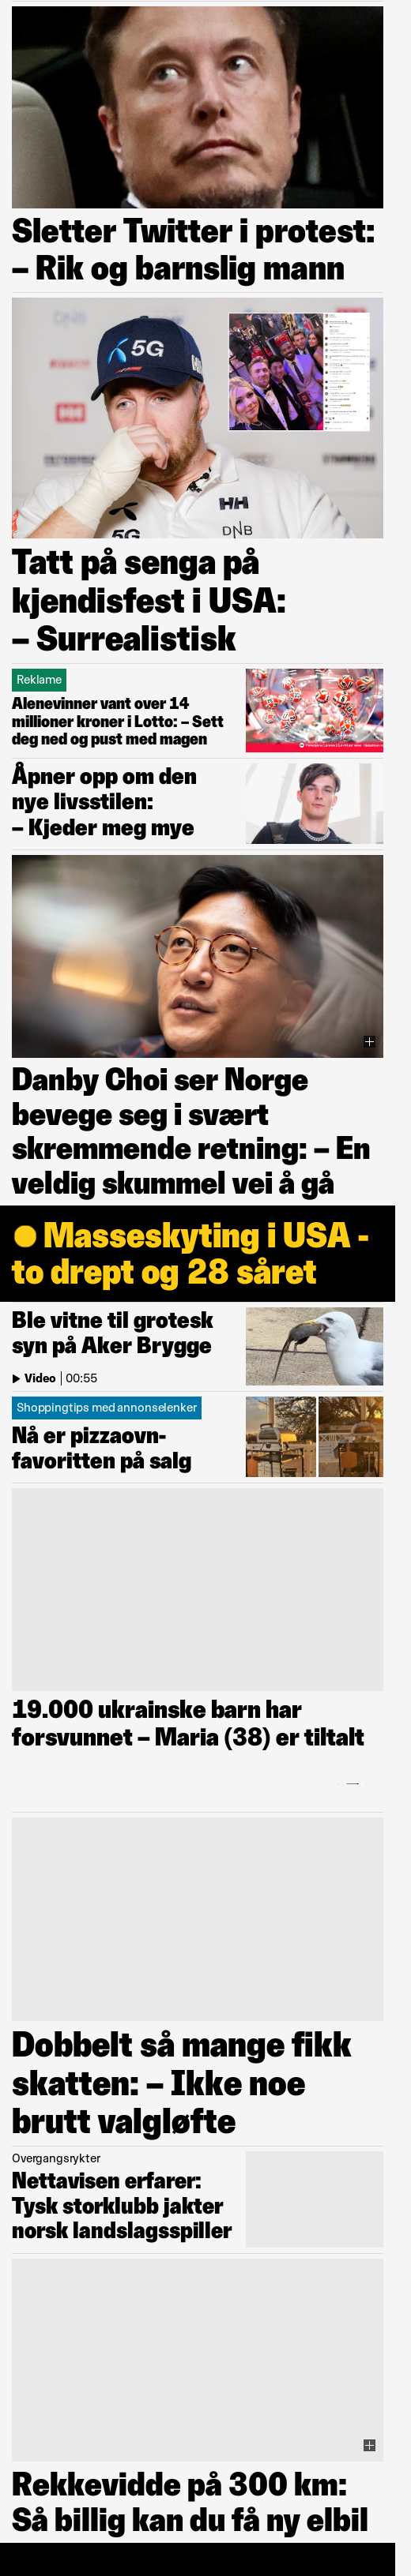 Sletter Twitter i protest:
– Rik og barnslig mann
5G
HH
5G
DNB
Tatt på senga på
kjendisfest i USA:
– Surrealistisk
Reklame
Alenevinner vant over 14
millioner kroner i Lotto: – Sett
deg ned og pust med magen
Åpner opp om den
nye livsstilen:
– Kjeder meg mye
Danby Choi ser Norge
bevege seg i svært
skremmende retning: – En
veldig skummel vei å gå
Masseskyting i USA -
to drept og 28 såret
Ble vitne til grotesk
syn på Aker Brygge
Video 00:55
Shoppingtips med annonselenker
Nå er pizzaovn-
favoritten på salg
19.000 ukrainske barn har
forsvunnet – Maria (38) er tiltalt
Dobbelt så mange fikk
skatten: – Ikke noe
brutt valgløfte
Overgangsrykter
Nettavisen erfarer:
Tysk storklubb jakter
norsk landslagsspiller
Rekkevidde på 300 km:
Så billig kan du få ny elbil